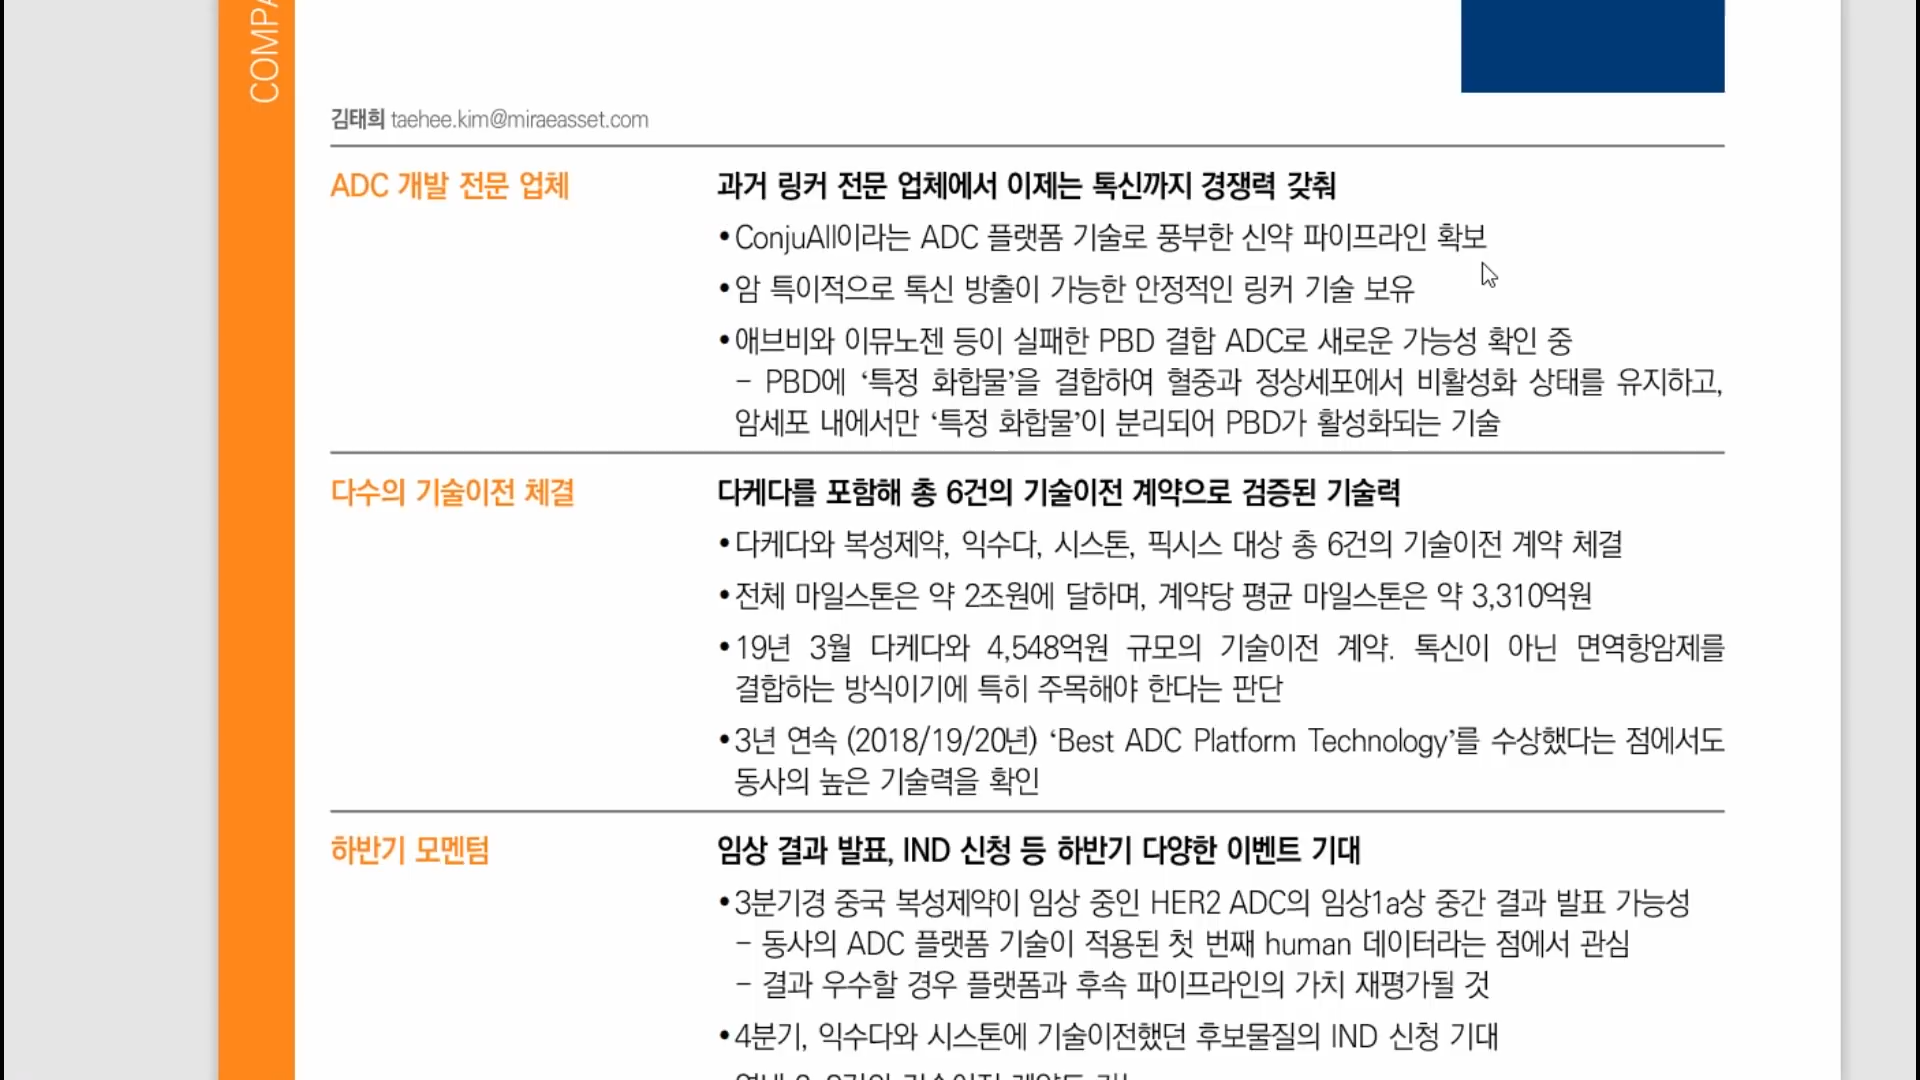 COMPA
김태희 taehee.kim@miraeasset.com
ADC 개발 전문 업체
과거 링커 전문 업체에서 이제는 톡신까지 경쟁력 갖춰
•ConjuAll이라는 ADC 플랫폼 기술로 풍부한 신약 파이프라인 확보
•암 특이적으로 톡신 방출이 가능한 안정적인 링커 기술 보유
•애브비와 이뮤노젠 등이 실패한 PBD 결합 ADC로 새로운 가능성 확인 중
– PBD에 ‘특정 화합물’을 결합하여 혈중과 정상세포에서 비활성화 상태를 유지하고,
암세포 내에서만 ‘특정 화합물’이 분리되어 PBD가 활성화되는 기술
다수의 기술이전 체결
다케다를 포함해 총 6건의 기술이전 계약으로 검증된 기술력
•다케다와 복성제약, 익수다, 시스톤, 픽시스 대상 총 6건의 기술이전 계약 체결
•전체 마일스톤은 약 2조원에 달하며, 계약당 평균 마일스톤은 약 3,310억원
•19년 3월 다케다와 4,548억원 규모의 기술이전 계약. 톡신이 아닌 면역항암제를
결합하는 방식이기에 특히 주목해야 한다는 판단
•3년 연속 (2018/19/20년) ‘Best ADC Platform Technology’를 수상했다는 점에서도
동사의 높은 기술력을 확인
하반기 모멘텀
임상 결과 발표, IND 신청 등 하반기 다양한 이벤트 기대
•3분기경 중국 복성제약이 임상 중인 HER2 ADC의 임상1a상 중간 결과 발표 가능성
– 동사의 ADC 플랫폼 기술이 적용된 첫 번째 human 데이터라는 점에서 관심
– 결과 우수할 경우 플랫폼과 후속 파이프라인의 가치 재평가될 것
•4분기, 익수다와 시스톤에 기술이전했던 후보물질의 IND 신청 기대